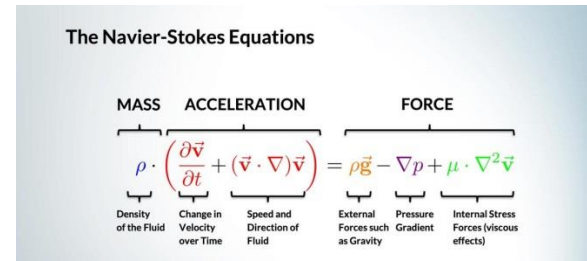 The Navier-Stokes Equations
MASS ACCELERATION FORCE
ρ · (∂v⃗/∂t + (v⃗ · ∇)v⃗) = ρg⃗ − ∇p + μ · ∇²v⃗
Density
of the Fluid
Change in
Velocity
over Time
Speed and
Direction of
Fluid
External
Forces such
as Gravity
Pressure
Gradient
Internal Stress
Forces (viscous
effects)